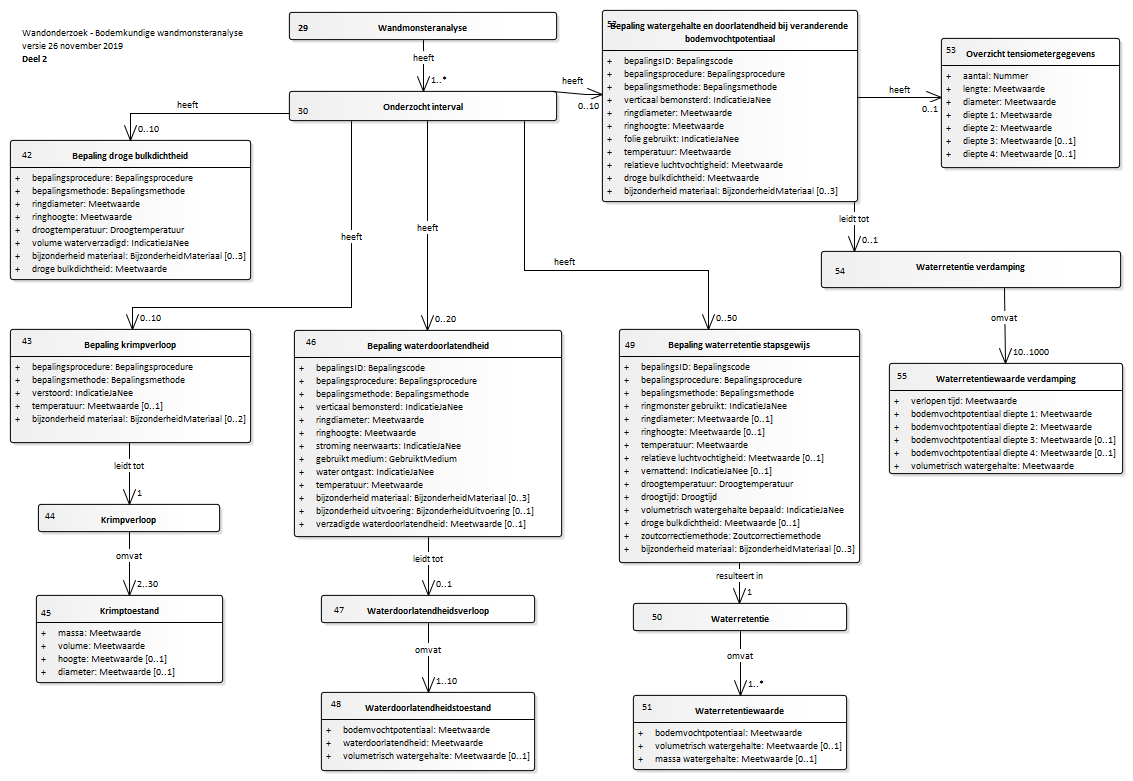 Wandonderzoek - Bodemkundige wandmonsteranalyse
versie 26 november 2019
Deel 2
29
Wandmonsteranalyse
heeft
1..*
30
Onderzocht interval
heeft
0..10
52
Bepaling watergehalte en doorlatendheid bij veranderende
bodemvochtpotentiaal
+ bepalingsID: Bepalingscode
+ bepalingsprocedure: Bepalingsprocedure
+ bepalingsmethode: Bepalingsmethode
+ verticaal bemonsterd: IndicatieJaNee
+ ringdiameter: Meetwaarde
+ ringhoogte: Meetwaarde
+ folie gebruikt: IndicatieJaNee
+ temperatuur: Meetwaarde
+ relatieve luchtvochtigheid: Meetwaarde
+ droge bulkdichtheid: Meetwaarde
+ bijzonderheid materiaal: BijzonderheidMateriaal [0..3]
heeft
0..1
53
Overzicht tensiometergegevens
+ aantal: Nummer
+ lengte: Meetwaarde
+ diameter: Meetwaarde
+ diepte 1: Meetwaarde
+ diepte 2: Meetwaarde
+ diepte 3: Meetwaarde [0..1]
+ diepte 4: Meetwaarde [0..1]
heeft
0..10
42
Bepaling droge bulkdichtheid
+ bepalingsprocedure: Bepalingsprocedure
+ bepalingsmethode: Bepalingsmethode
+ ringdiameter: Meetwaarde
+ ringhoogte: Meetwaarde
+ droogtemperatuur: Droogtemperatuur
+ volume waterverzadigd: IndicatieJaNee
+ bijzonderheid materiaal: BijzonderheidMateriaal [0..3]
+ droge bulkdichtheid: Meetwaarde
leidt tot
0..1
54
Waterretentie verdamping
omvat
10..1000
55
Waterretentiewaarde verdamping
+ verlopen tijd: Meetwaarde
+ bodemvochtpotentiaal diepte 1: Meetwaarde
+ bodemvochtpotentiaal diepte 2: Meetwaarde
+ bodemvochtpotentiaal diepte 3: Meetwaarde [0..1]
+ bodemvochtpotentiaal diepte 4: Meetwaarde [0..1]
+ volumetrisch watergehalte: Meetwaarde
heeft
0..10
43
Bepaling krimpverloop
+ bepalingsprocedure: Bepalingsprocedure
+ bepalingsmethode: Bepalingsmethode
+ verstoord: IndicatieJaNee
+ temperatuur: Meetwaarde [0..1]
+ bijzonderheid materiaal: BijzonderheidMateriaal [0..2]
leidt tot
1
44
Krimpverloop
omvat
2..30
45
Krimptoestand
+ massa: Meetwaarde
+ volume: Meetwaarde
+ hoogte: Meetwaarde [0..1]
+ diameter: Meetwaarde [0..1]
heeft
0..20
46
Bepaling waterdoorlatendheid
+ bepalingsID: Bepalingscode
+ bepalingsprocedure: Bepalingsprocedure
+ bepalingsmethode: Bepalingsmethode
+ verticaal bemonsterd: IndicatieJaNee
+ ringdiameter: Meetwaarde
+ ringhoogte: Meetwaarde
+ stroming neerwaarts: IndicatieJaNee
+ gebruikt medium: GebruiktMedium
+ water ontgast: IndicatieJaNee
+ temperatuur: Meetwaarde
+ bijzonderheid materiaal: BijzonderheidMateriaal [0..3]
+ bijzonderheid uitvoering: BijzonderheidUitvoering [0..1]
+ verzadigde waterdoorlatendheid: Meetwaarde [0..1]
leidt tot
0..1
47
Waterdoorlatendheidsverloop
omvat
1..10
48
Waterdoorlatendheidstoestand
+ bodemvochtpotentiaal: Meetwaarde
+ waterdoorlatendheid: Meetwaarde
+ volumetrisch watergehalte: Meetwaarde [0..1]
heeft
0..50
49
Bepaling waterretentie stapsgewijs
+ bepalingsID: Bepalingscode
+ bepalingsprocedure: Bepalingsprocedure
+ bepalingsmethode: Bepalingsmethode
+ ringmonster gebruikt: IndicatieJaNee
+ ringdiameter: Meetwaarde [0..1]
+ ringhoogte: Meetwaarde [0..1]
+ temperatuur: Meetwaarde
+ relatieve luchtvochtigheid: Meetwaarde [0..1]
+ vernattend: IndicatieJaNee [0..1]
+ droogtemperatuur: Droogtemperatuur
+ droogtijd: Droogtijd
+ volumetrisch watergehalte bepaald: IndicatieJaNee
+ droge bulkdichtheid: Meetwaarde [0..1]
+ zoutcorrectiemethode: Zoutcorrectiemethode
+ bijzonderheid materiaal: BijzonderheidMateriaal [0..3]
resulteert in
1
50
Waterretentie
omvat
1..*
51
Waterretentiewaarde
+ bodemvochtpotentiaal: Meetwaarde
+ volumetrisch watergehalte: Meetwaarde [0..1]
+ massa watergehalte: Meetwaarde [0..1]